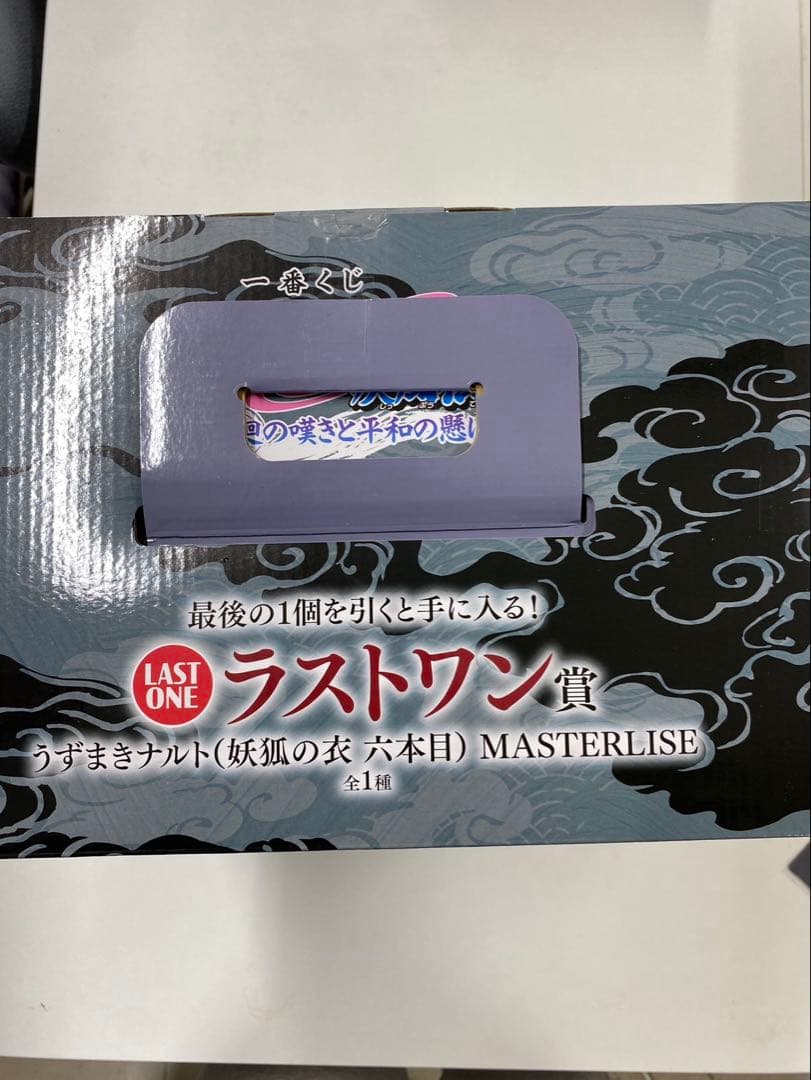 一番くじ
の嘆きと平和の懸け
最後の1個を引くと手に入る!
LAST ONE ラストワン賞
うずまきナルト(妖狐の衣 六本目) MASTERLISE
全1種